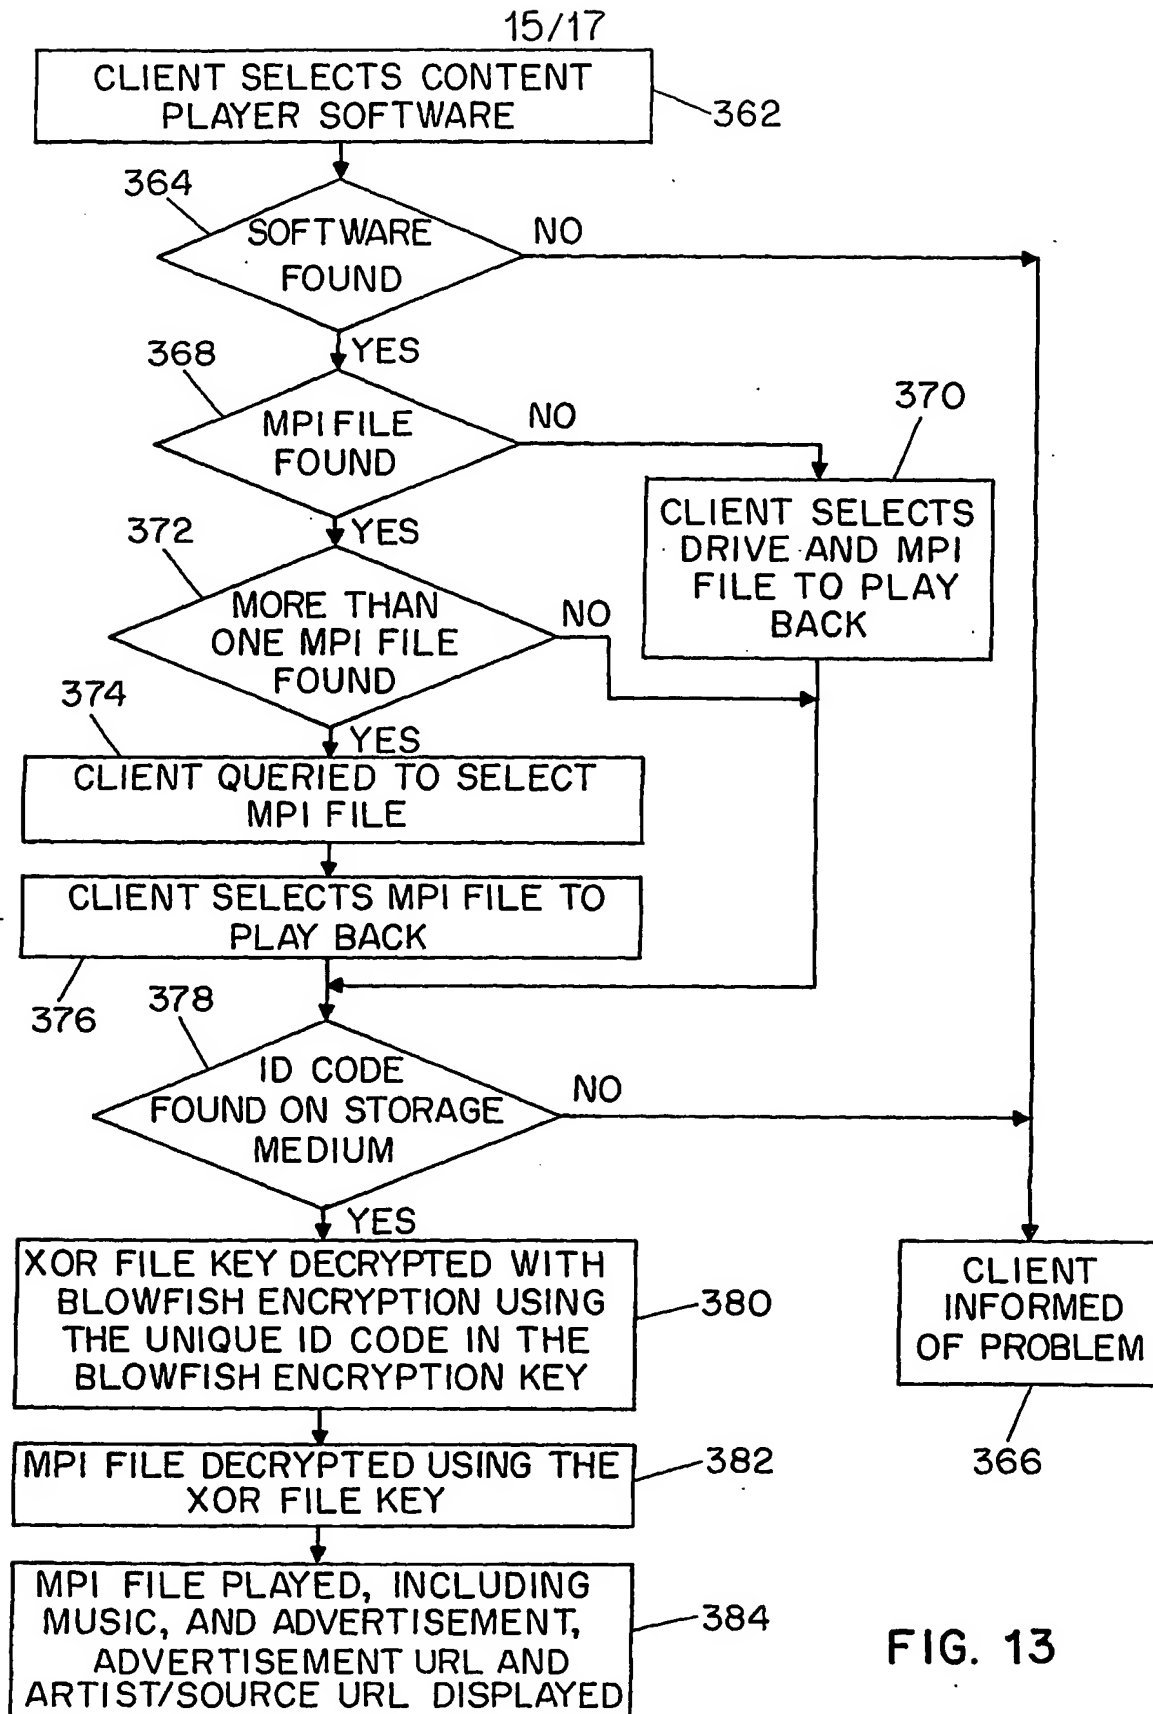 15/17
CLIENT SELECTS CONTENT
PLAYER SOFTWARE
362
364
SOFTWARE
FOUND
NO
YES
368
MPI FILE
FOUND
NO
370
CLIENT SELECTS
DRIVE AND MPI
FILE TO PLAY
BACK
YES
372
MORE THAN
ONE MPI FILE
FOUND
NO
374
YES
CLIENT QUERIED TO SELECT
MPI FILE
CLIENT SELECTS MPI FILE TO
PLAY BACK
376
378
ID CODE
FOUND ON STORAGE
MEDIUM
NO
YES
XOR FILE KEY DECRYPTED WITH
BLOWFISH ENCRYPTION USING
THE UNIQUE ID CODE IN THE
BLOWFISH ENCRYPTION KEY
380
CLIENT
INFORMED
OF PROBLEM
366
MPI FILE DECRYPTED USING THE
XOR FILE KEY
382
MPI FILE PLAYED, INCLUDING
MUSIC, AND ADVERTISEMENT,
ADVERTISEMENT URL AND
ARTIST/SOURCE URL DISPLAYED
384
FIG. 13